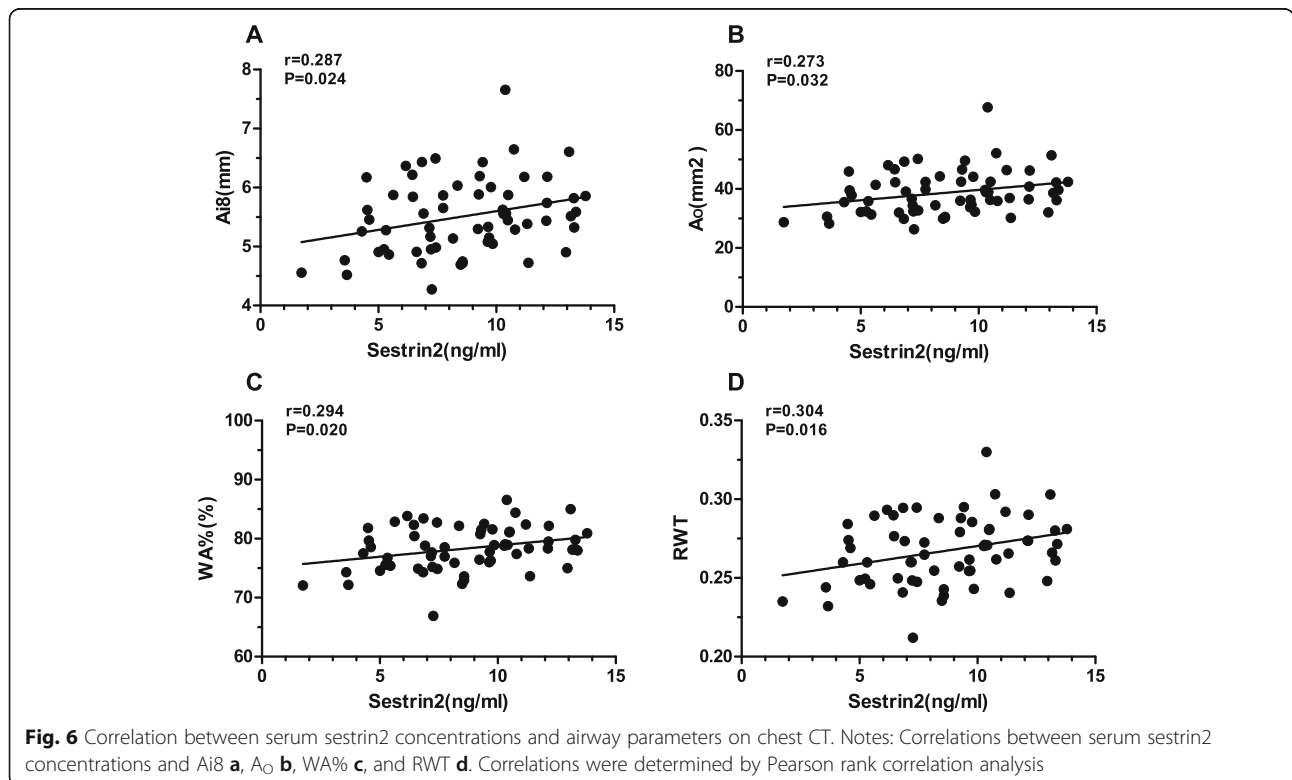 A
r=0.287
P=0.024
8
7
6
5
4
Ai8(mm)
0 5 10 15
Sestrin2(ng/ml)
B
r=0.273
P=0.032
80
60
40
20
0
Ao(mm2 )
0 5 10 15
Sestrin2(ng/ml)
C
r=0.294
P=0.020
100
90
80
70
60
WA%(%)
0 5 10 15
Sestrin2(ng/ml)
D
r=0.304
P=0.016
0.35
0.30
0.25
0.20
RWT
0 5 10 15
Sestrin2(ng/ml)
Fig. 6 Correlation between serum sestrin2 concentrations and airway parameters on chest CT. Notes: Correlations between serum sestrin2
concentrations and Ai8 a, AO b, WA% c, and RWT d. Correlations were determined by Pearson rank correlation analysis